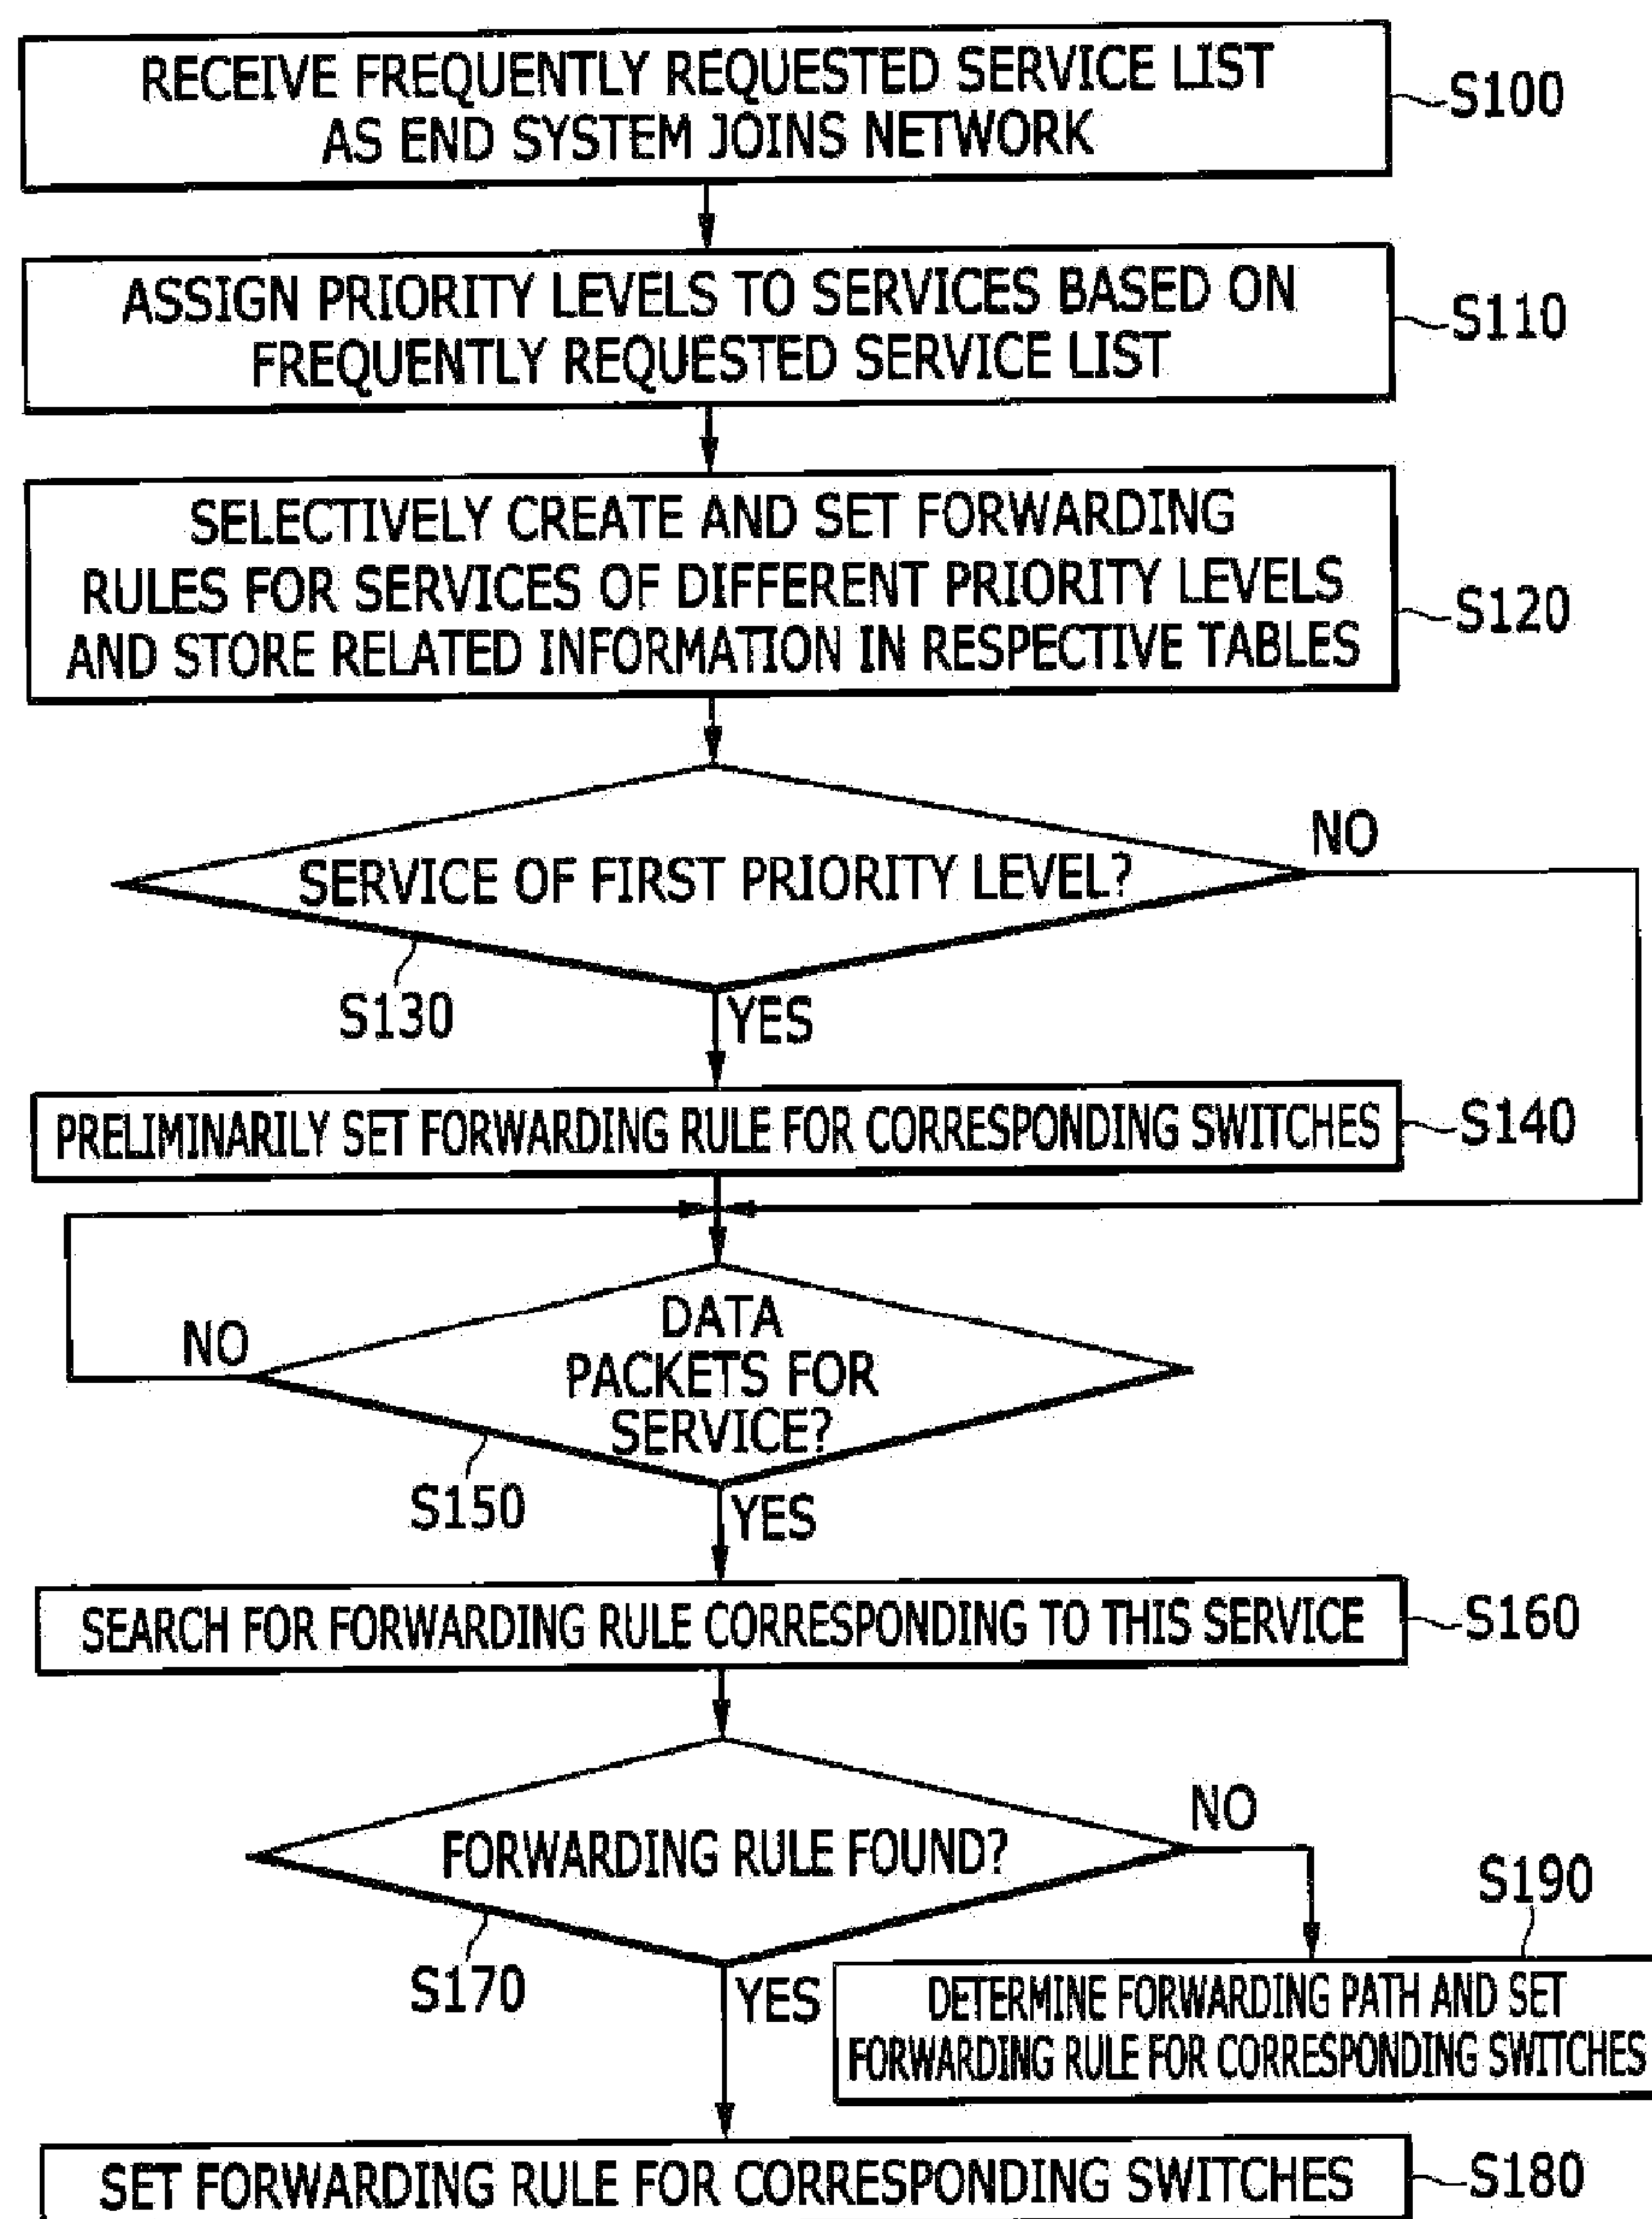 RECEIVE FREQUENTLY REQUESTED SERVICE LIST
AS END SYSTEM JOINS NETWORK
S100
ASSIGN PRIORITY LEVELS TO SERVICES BASED ON
FREQUENTLY REQUESTED SERVICE LIST
S110
SELECTIVELY CREATE AND SET FORWARDING
RULES FOR SERVICES OF DIFFERENT PRIORITY LEVELS
AND STORE RELATED INFORMATION IN RESPECTIVE TABLES
S120
NO
SERVICE OF FIRST PRIORITY LEVEL?
S130
YES
PRELIMINARILY SET FORWARDING RULE FOR CORRESPONDING SWITCHES
S140
NO
DATA
PACKETS FOR
SERVICE?
S150
YES
SEARCH FOR FORWARDING RULE CORRESPONDING TO THIS SERVICE
S160
NO
FORWARDING RULE FOUND?
S170
YES
S190
DETERMINE FORWARDING PATH AND SET
FORWARDING RULE FOR CORRESPONDING SWITCHES
SET FORWARDING RULE FOR CORRESPONDING SWITCHES
S180